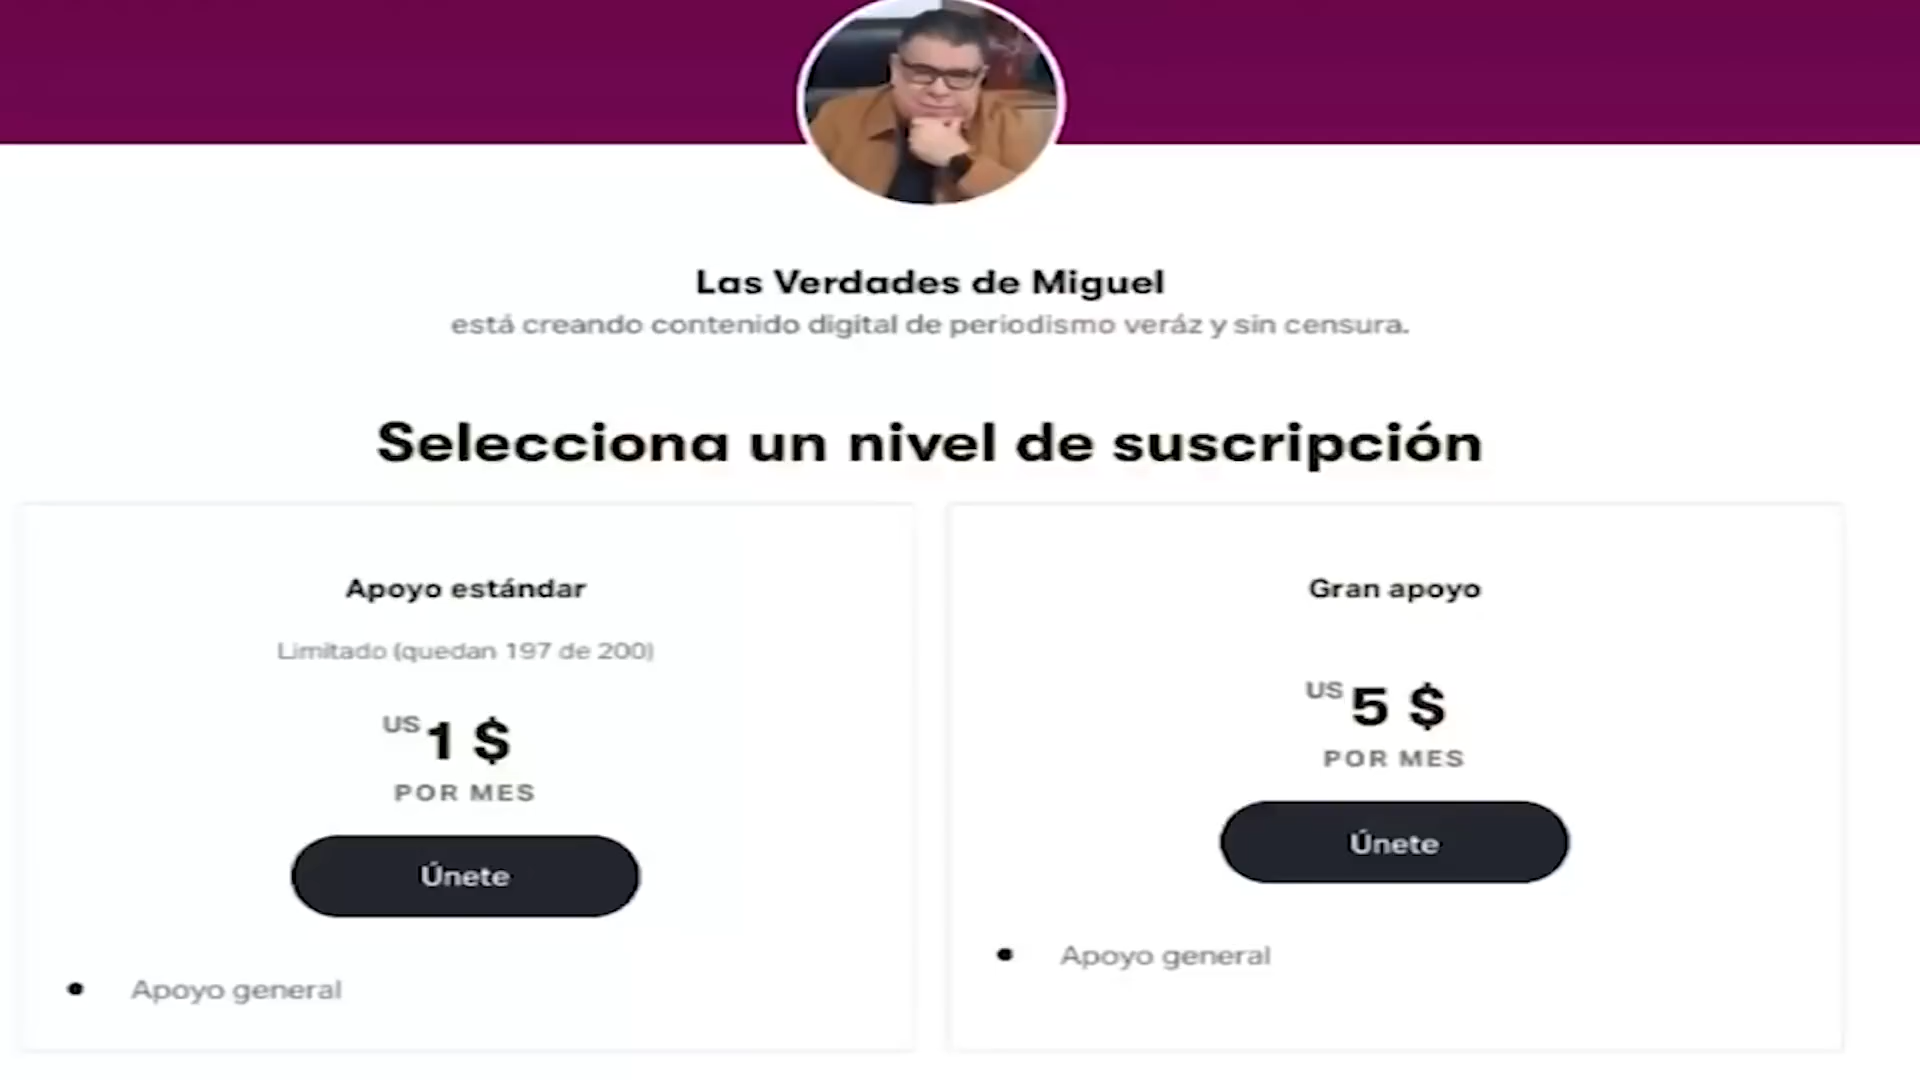 Las Verdades de Miguel
está creando contenido digital de periodismo veráz y sin censura.
Selecciona un nivel de suscripción
Apoyo estándar
Limitado (quedan 197 de 200)
US 1 $
POR MES
Únete
• Apoyo general
Gran apoyo
US 5 $
POR MES
Únete
• Apoyo general